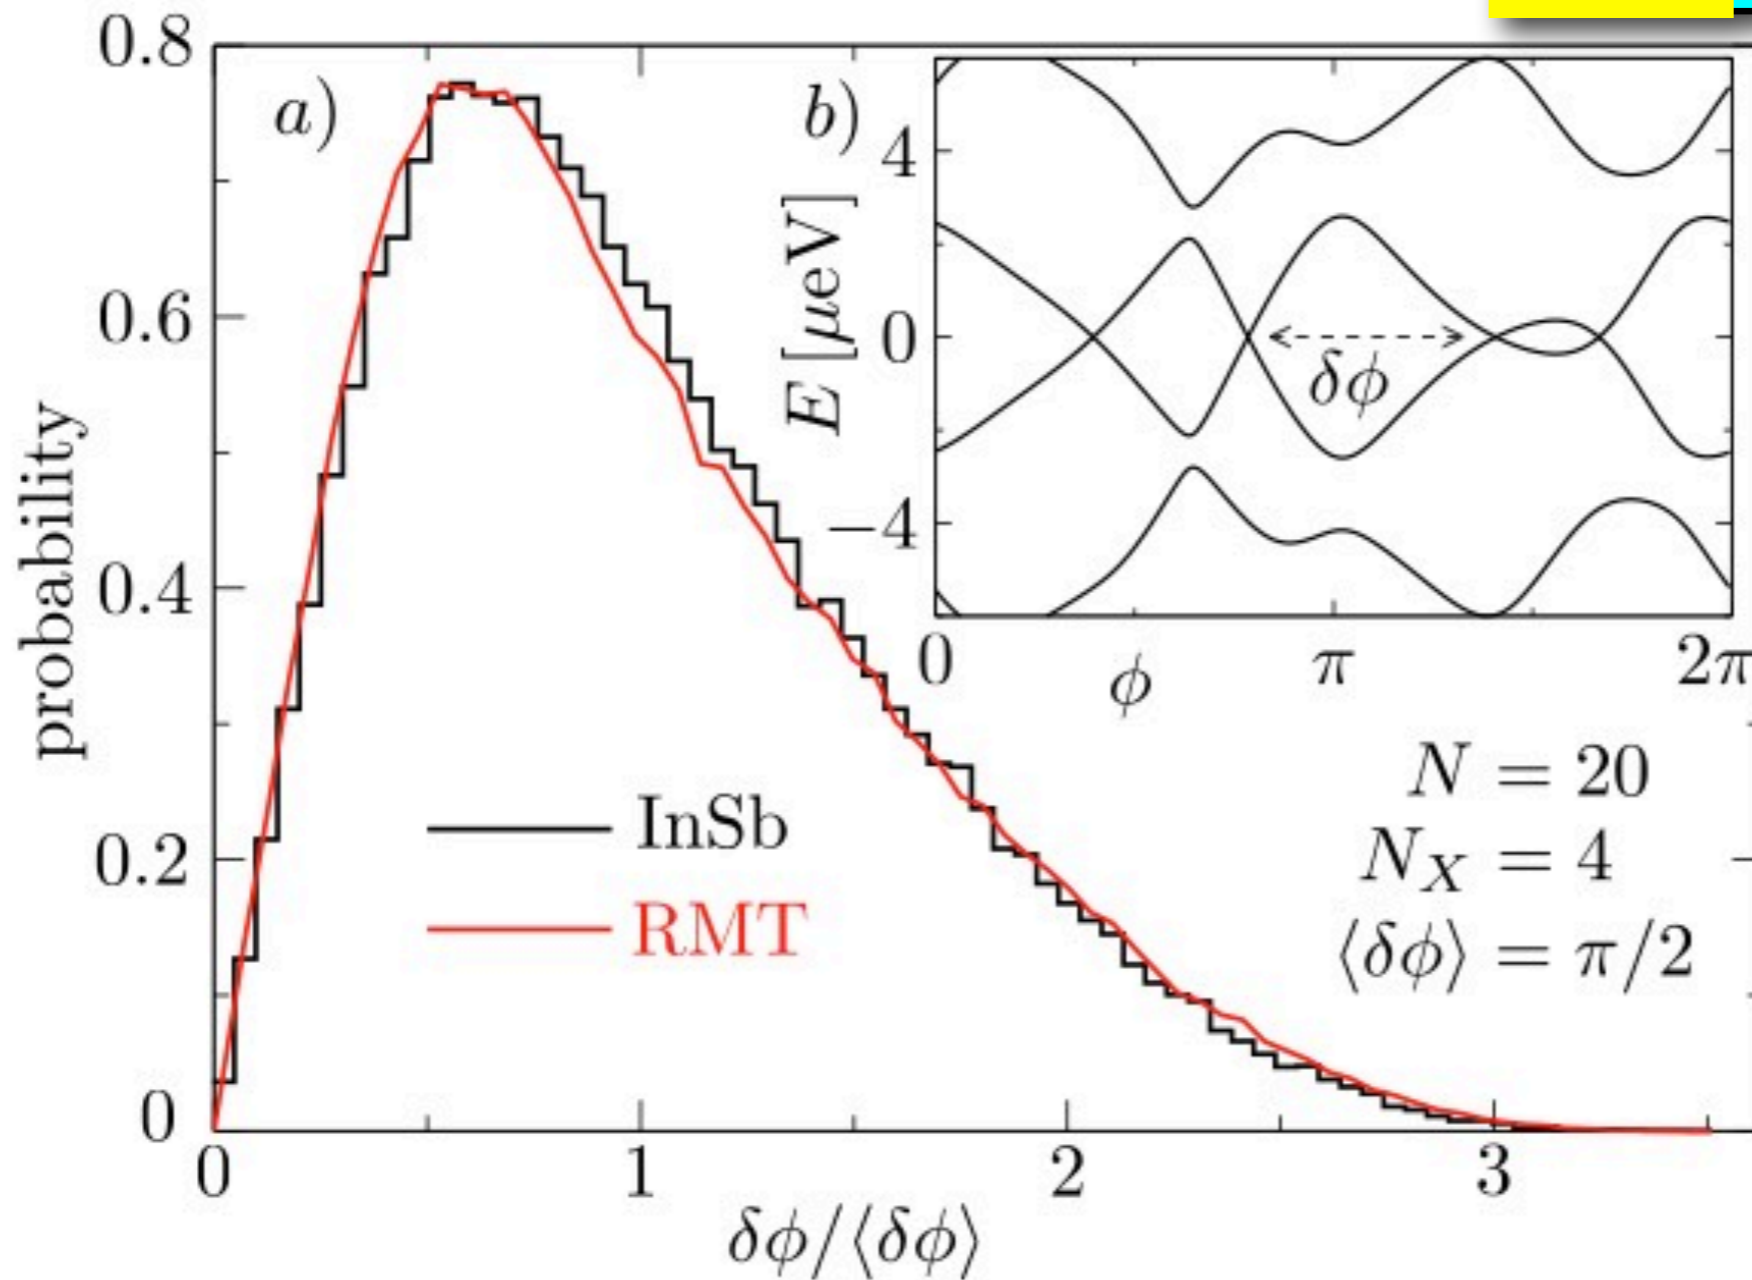 0.8
0.6
0.4
0.2
0
probability
a)
InSb
RMT
0 1 2 3
δϕ/⟨δϕ⟩
b)
4
0
−4
E [μeV]
δϕ
0 π 2π
ϕ
N = 20
N_X = 4
⟨δϕ⟩ = π/2